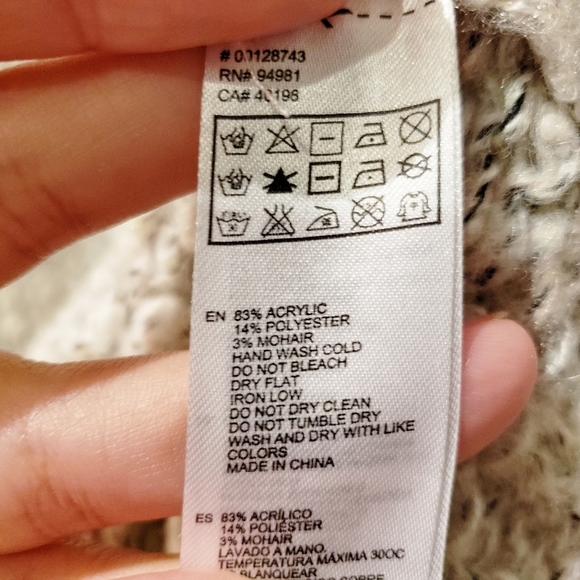 # 00128743
RN# 94981
CA# 40198
EN 83% ACRYLIC
14% POLYESTER
3% MOHAIR
HAND WASH COLD
DO NOT BLEACH
DRY FLAT
IRON LOW
DO NOT DRY CLEAN
DO NOT TUMBLE DRY
WASH AND DRY WITH LIKE
COLORS
MADE IN CHINA
ES 83% ACRÍLICO
14% POLIÉSTER
3% MOHAIR
LAVADO A MANO,
TEMPERATURA MÁXIMA 30OC
BLANQUEAR
SOBRE